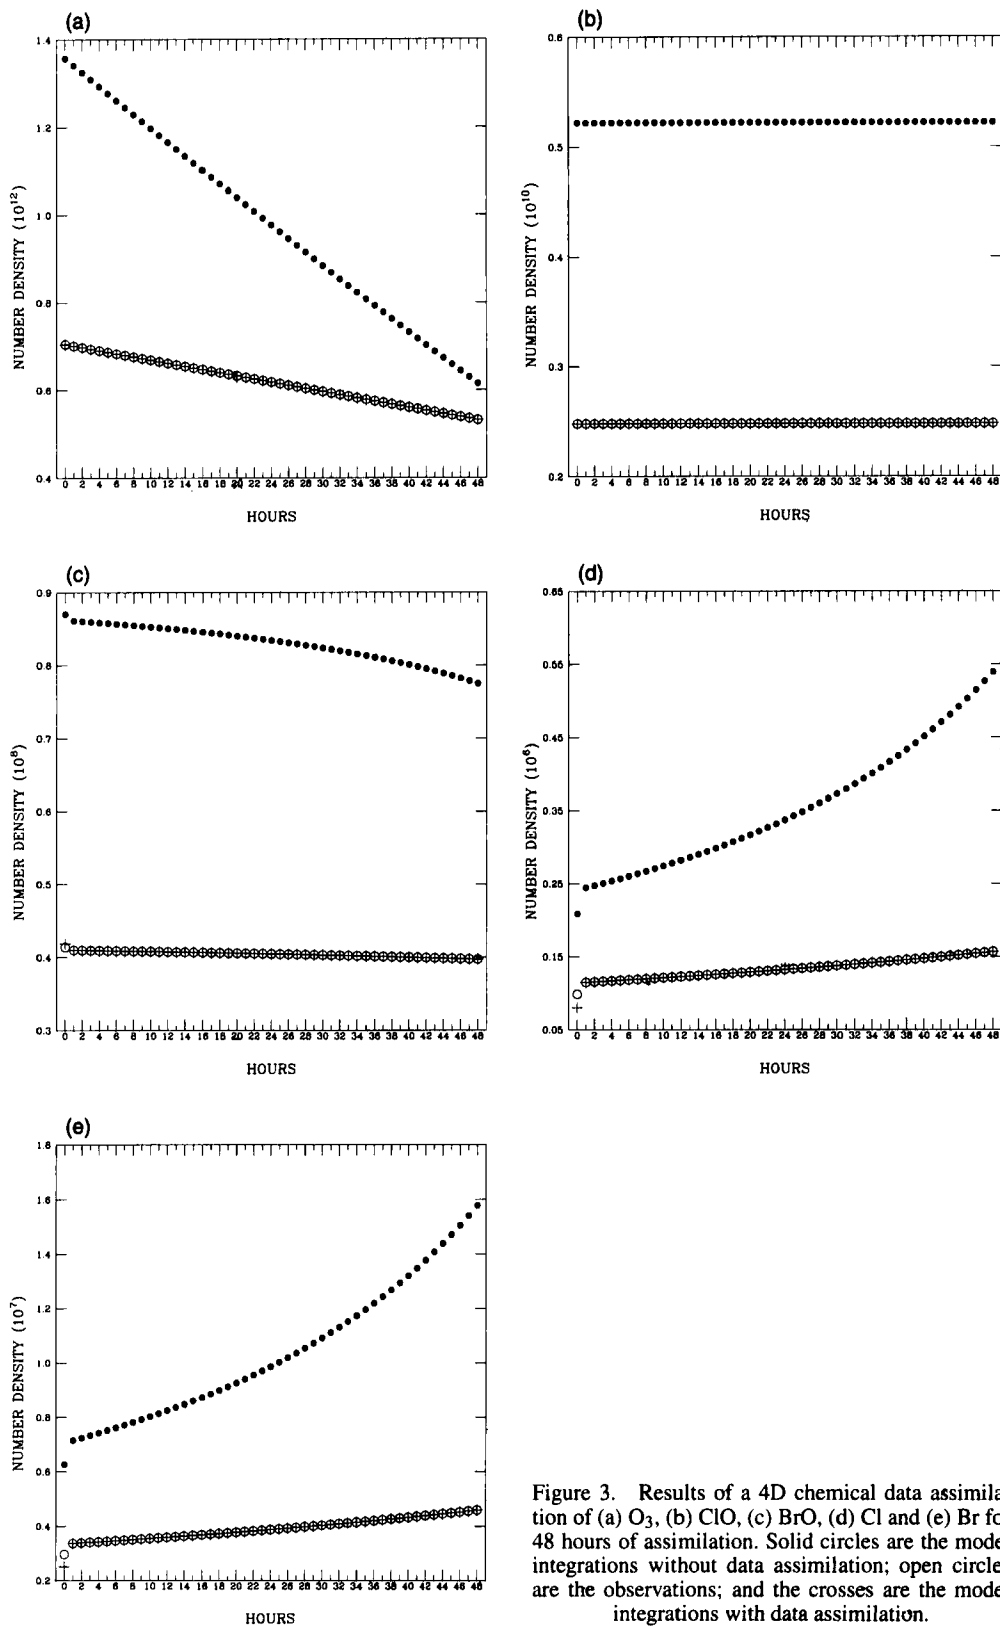 (a)
1.4
1.2
1.0
0.8
0.6
0.4
NUMBER DENSITY (10¹²)
0 2 4 6 8 10 12 14 16 18 20 22 24 26 28 30 32 34 36 38 40 42 44 46 48
HOURS
(b)
0.6
0.5
0.4
0.3
0.2
NUMBER DENSITY (10¹⁰)
0 2 4 6 8 10 12 14 16 18 20 22 24 26 28 30 32 34 36 38 40 42 44 46 48
HOURS
(c)
0.9
0.8
0.7
0.6
0.5
0.4
0.3
NUMBER DENSITY (10⁸)
0 2 4 6 8 10 12 14 16 18 20 22 24 26 28 30 32 34 36 38 40 42 44 46 48
HOURS
(d)
0.65
0.55
0.45
0.35
0.25
0.15
0.05
NUMBER DENSITY (10⁶)
0 2 4 6 8 10 12 14 16 18 20 22 24 26 28 30 32 34 36 38 40 42 44 46 48
HOURS
(e)
1.8
1.6
1.4
1.2
1.0
0.8
0.6
0.4
0.2
NUMBER DENSITY (10⁷)
0 2 4 6 8 10 12 14 16 18 20 22 24 26 28 30 32 34 36 38 40 42 44 46 48
HOURS
Figure 3. Results of a 4D chemical data assimila
tion of (a) O₃, (b) ClO, (c) BrO, (d) Cl and (e) Br fo
48 hours of assimilation. Solid circles are the mode
integrations without data assimilation; open circle
are the observations; and the crosses are the mode
integrations with data assimilation.